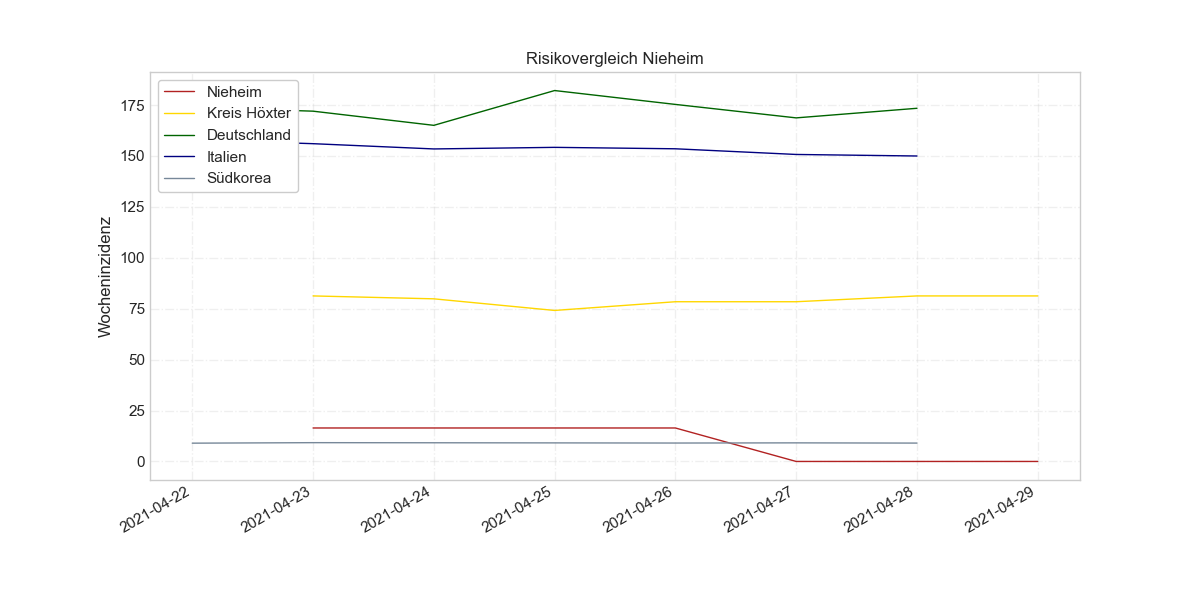 Risikovergleich Nieheim
Nieheim
Kreis Höxter
Deutschland
Italien
Südkorea
Wocheninzidenz
175
150
125
100
75
50
25
0
2021-04-22
2021-04-23
2021-04-24
2021-04-25
2021-04-26
2021-04-27
2021-04-28
2021-04-29